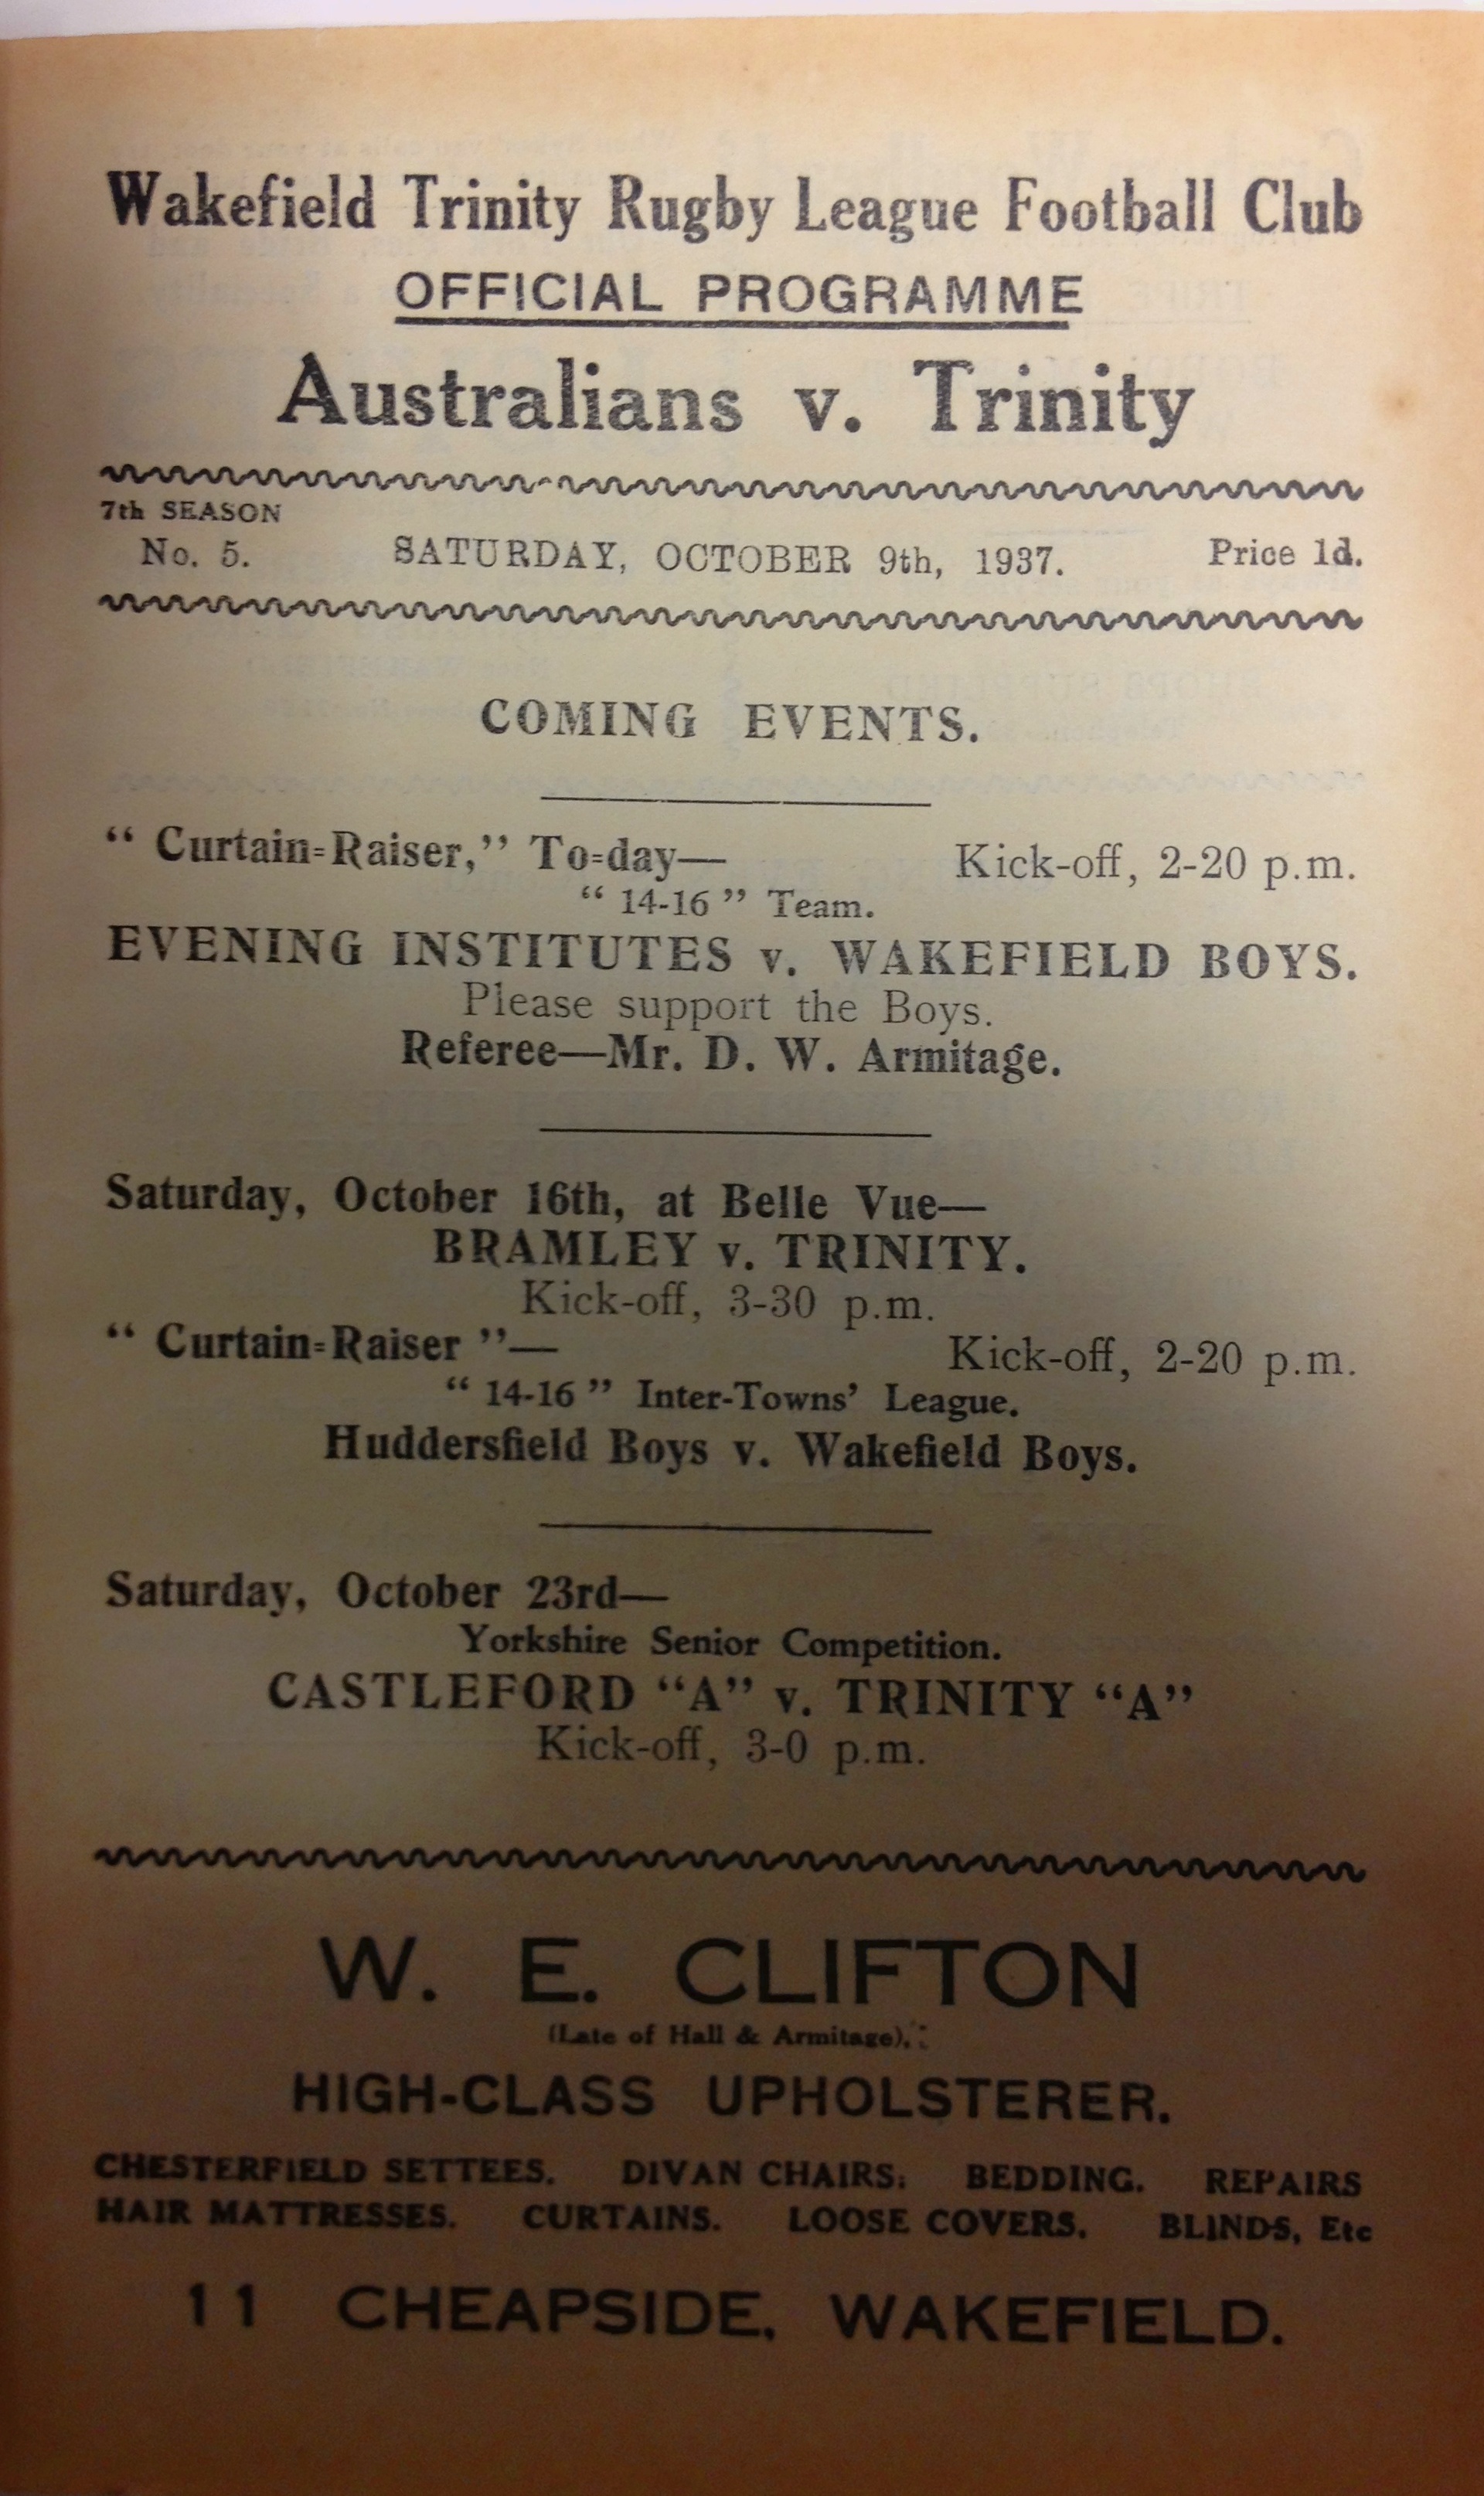 Wakefield Trinity Rugby League Football Club
OFFICIAL PROGRAMME
Australians v. Trinity
7th SEASON
No. 5. SATURDAY, OCTOBER 9th, 1937. Price 1d.
COMING EVENTS.
“ Curtain=Raiser,” To=day— Kick-off, 2-20 p.m.
“ 14-16 ” Team.
EVENING INSTITUTES v. WAKEFIELD BOYS.
Please support the Boys.
Referee—Mr. D. W. Armitage.
Saturday, October 16th, at Belle Vue—
BRAMLEY v. TRINITY.
Kick-off, 3-30 p.m.
“ Curtain=Raiser ”— Kick-off, 2-20 p.m.
“ 14-16 ” Inter-Towns’ League.
Huddersfield Boys v. Wakefield Boys.
Saturday, October 23rd—
Yorkshire Senior Competition.
CASTLEFORD “A” v. TRINITY “A”
Kick-off, 3-0 p.m.
W. E. CLIFTON
(Late of Hall & Armitage).
HIGH-CLASS UPHOLSTERER.
CHESTERFIELD SETTEES. DIVAN CHAIRS. BEDDING. REPAIRS
HAIR MATTRESSES. CURTAINS. LOOSE COVERS. BLINDS, Etc
11 CHEAPSIDE, WAKEFIELD.